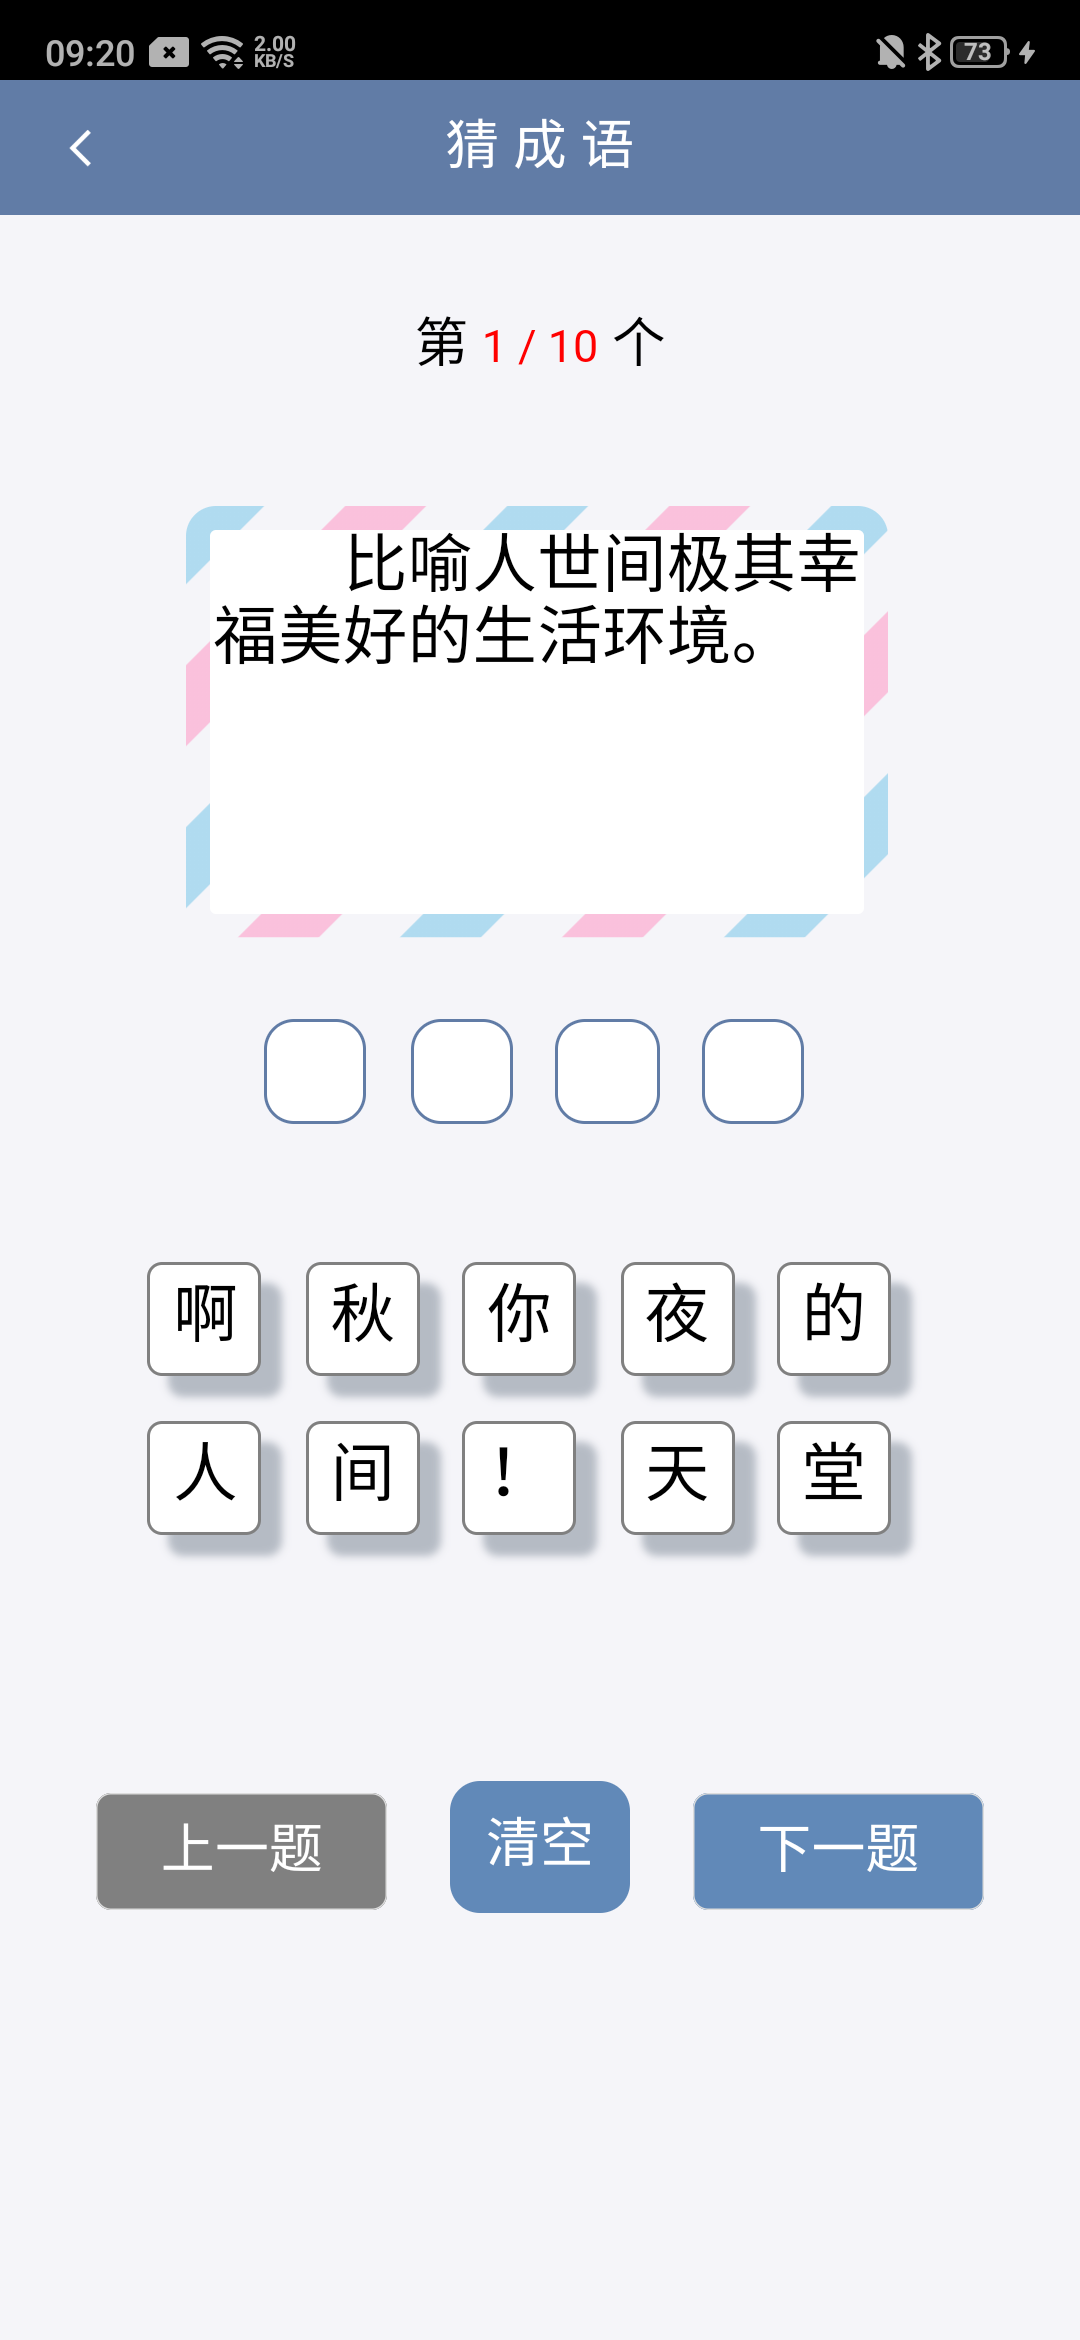 09:20 2.00 KB/S 73
猜成语
第 1 / 10 个
比喻人世间极其幸
福美好的生活环境。
啊 秋 你 夜 的
人 间 ！ 天 堂
上一题 清空 下一题